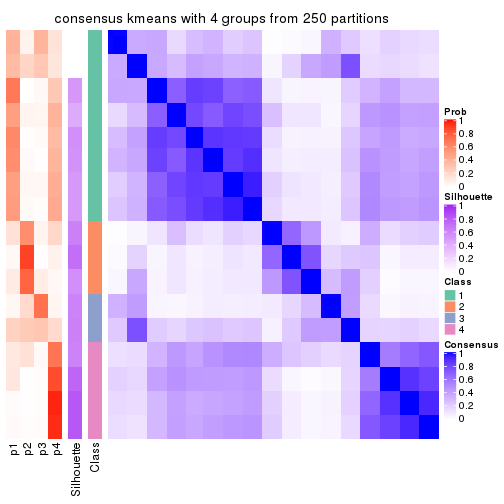 consensus kmeans with 4 groups from 250 partitions
Prob
1
0.8
0.6
0.4
0.2
0
Silhouette
1
0.8
0.6
0.4
0.2
0
Class
1
2
3
4
Consensus
1
0.8
0.6
0.4
0.2
0
p1
p2
p3
p4
Silhouette
Class